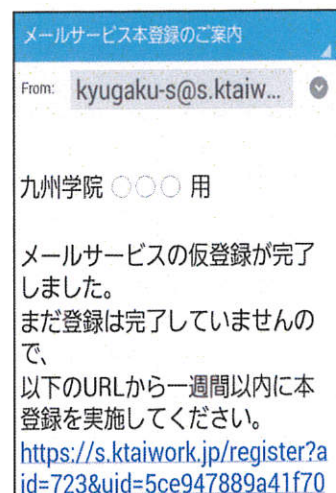 メールサービス本登録のご案内
From: kyugaku-s@s.ktaiw...
九州学院 ○○○ 用
メールサービスの仮登録が完了
しました。
まだ登録は完了していませんの
で、
以下のURLから一週間以内に本
登録を実施してください。
https://s.ktaiwork.jp/register?a
id=723&uid=5ce947889a41f70